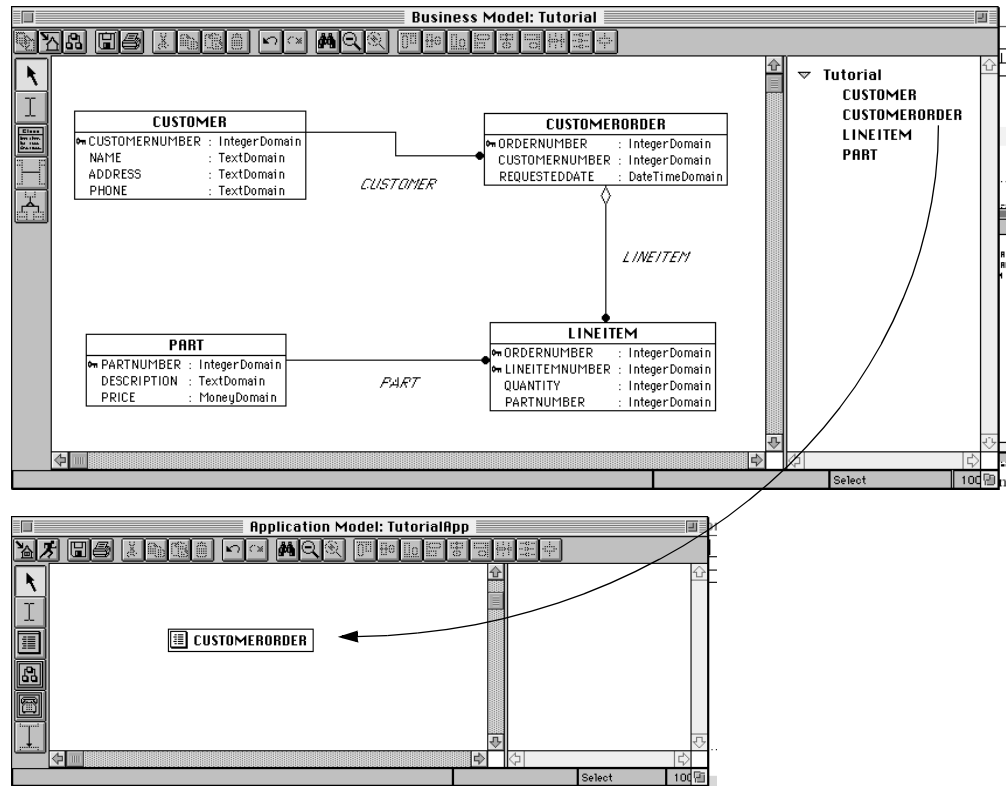 Business Model: Tutorial
Tutorial
CUSTOMER
CUSTOMERORDER
LINEITEM
PART
CUSTOMER
CUSTOMERNUMBER : IntegerDomain
NAME : TextDomain
ADDRESS : TextDomain
PHONE : TextDomain
CUSTOMER
CUSTOMERORDER
ORDERNUMBER : IntegerDomain
CUSTOMERNUMBER : IntegerDomain
REQUESTEDDATE : DateTimeDomain
LINEITEM
PART
PARTNUMBER : IntegerDomain
DESCRIPTION : TextDomain
PRICE : MoneyDomain
PART
LINEITEM
ORDERNUMBER : IntegerDomain
LINEITEMNUMBER : IntegerDomain
QUANTITY : IntegerDomain
PARTNUMBER : IntegerDomain
Select
100
Application Model: TutorialApp
CUSTOMERORDER
Select
100